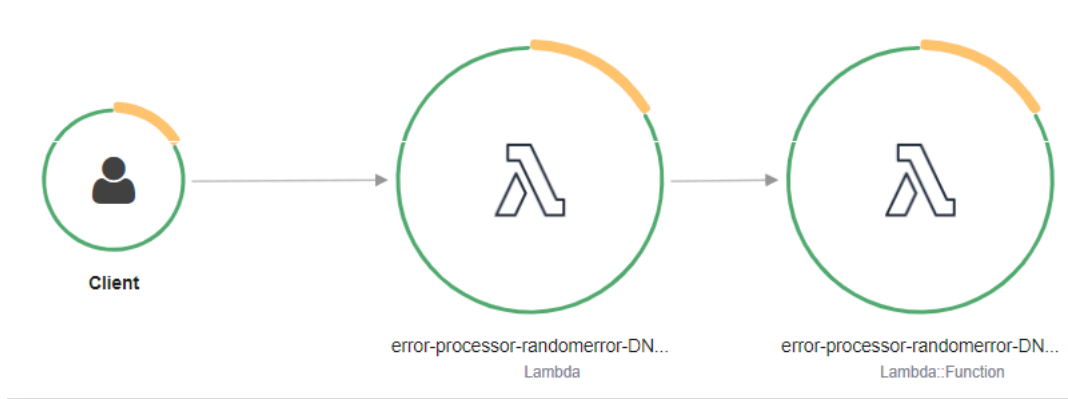 Client
error-processor-randomerror-DN...
Lambda
error-processor-randomerror-DN...
Lambda::Function